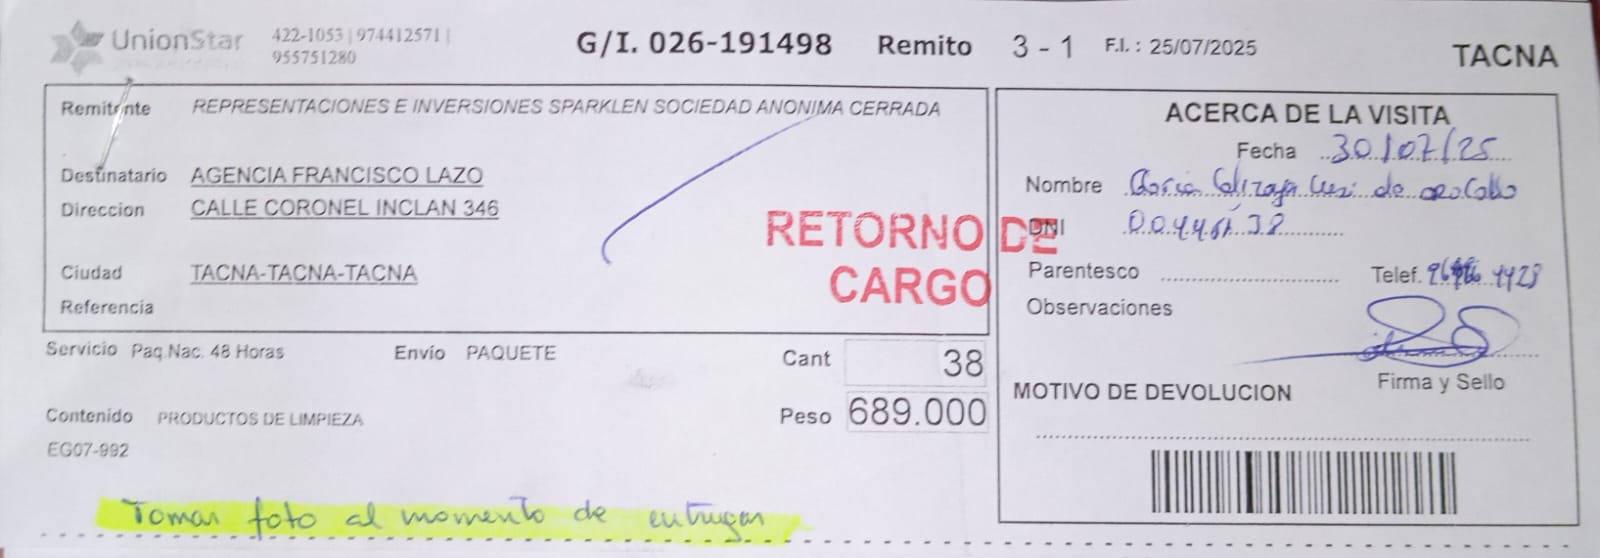 UnionStar
422-1053 | 974412571 |
955751280
G/I. 026-191498 Remito 3 - 1 F.I. : 25/07/2025
TACNA
Remitente REPRESENTACIONES E INVERSIONES SPARKLEN SOCIEDAD ANONIMA CERRADA
Destinatario AGENCIA FRANCISCO LAZO
Direccion CALLE CORONEL INCLAN 346
Ciudad TACNA-TACNA-TACNA
Referencia
RETORNO DE
CARGO
Servicio Paq.Nac. 48 Horas Envío PAQUETE Cant 38
Contenido PRODUCTOS DE LIMPIEZA Peso 689.000
EG07-992
Tomar foto al momento de entregar
ACERCA DE LA VISITA
Fecha 30/07/25
Nombre de
DNI
Parentesco Telef.
Observaciones
Firma y Sello
MOTIVO DE DEVOLUCION